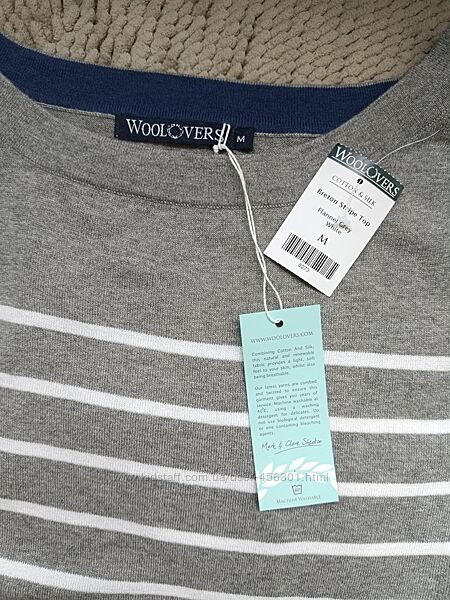 WOOLOVERS M
WOOLOVERS
COTTON & SILK
Breton Stripe Top
Flannel Grey
White
M
8275
WWW.WOOLOVERS.COM
Combining Cotton And Silk,
this natural and renewable
fabric provides a light, soft
feel to your skin, whilst also
being breathable.
Our latest yarns are combed
and twisted to ensure this
garment gives you years of
service. Machine washable at
40°C, using a washing
detergent for delicates. Do
not use biological detergent
or one containing bleaching
agents.
Mark & Clare
MACHINE WASHABLE